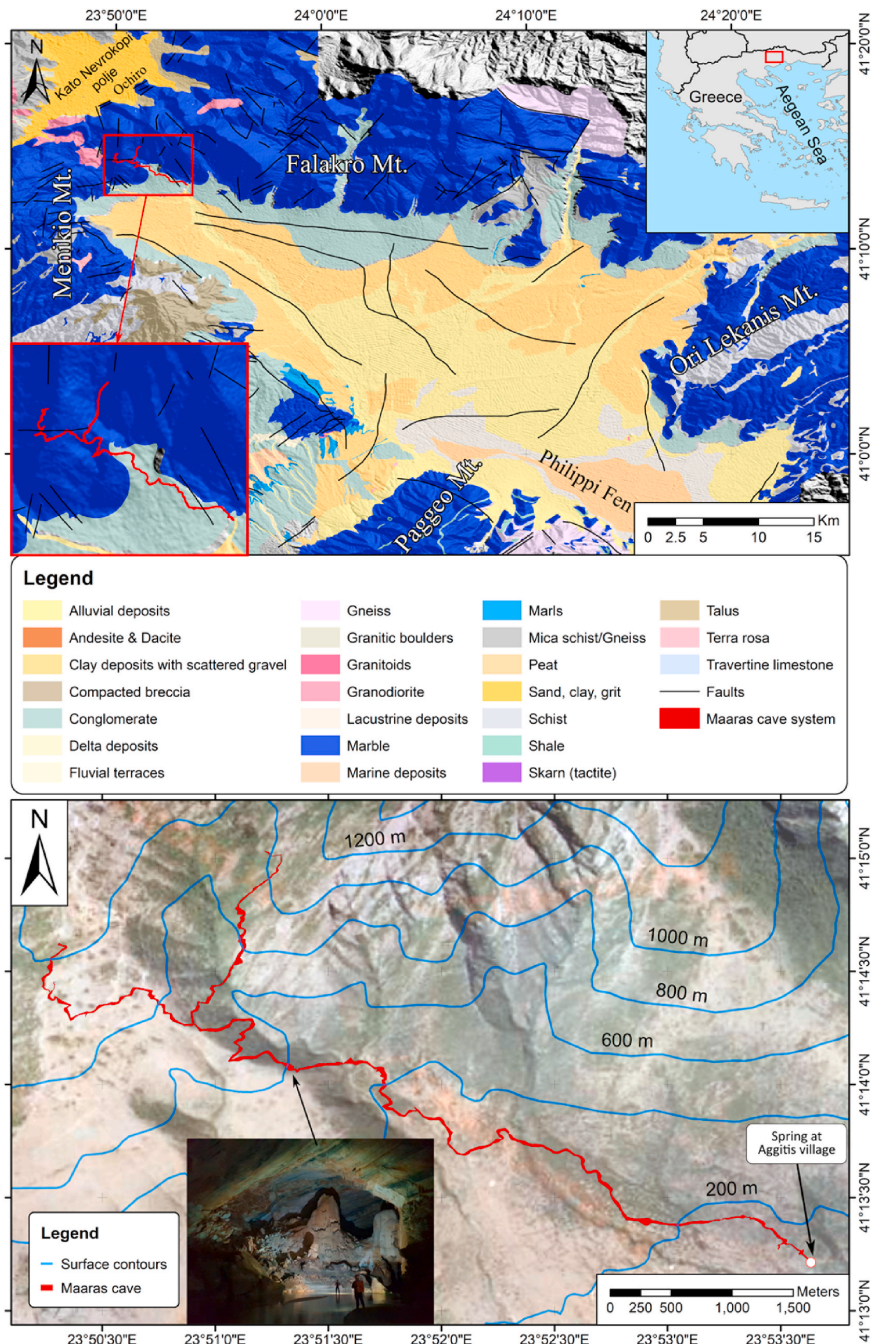 23°50'0"E
24°0'0"E
24°10'0"E
24°20'0"E
N
Kato Nevrokopi
polje
Ochiro
Greece
Aegean Sea
41°20'0"N
Falakro Mt.
Menikio Mt.
41°10'0"N
Ori Lekanis Mt.
41°0'0"N
Philippi Fen
Paggeo Mt.
Km
0 2.5 5 10 15
Legend
Alluvial deposits
Andesite & Dacite
Clay deposits with scattered gravel
Compacted breccia
Conglomerate
Delta deposits
Fluvial terraces
Gneiss
Granitic boulders
Granitoids
Granodiorite
Lacustrine deposits
Marble
Marine deposits
Marls
Mica schist/Gneiss
Peat
Sand, clay, grit
Schist
Shale
Skarn (tactite)
Talus
Terra rosa
Travertine limestone
Faults
Maaras cave system
N
1200 m
41°15'0"N
1000 m
41°14'30"N
800 m
600 m
41°14'0"N
Spring at
Aggitis village
200 m
41°13'30"N
Legend
Surface contours
Maaras cave
Meters
0 250 500 1,000 1,500
41°13'0"N
23°50'30"E
23°51'0"E
23°51'30"E
23°52'0"E
23°52'30"E
23°53'0"E
23°53'30"E